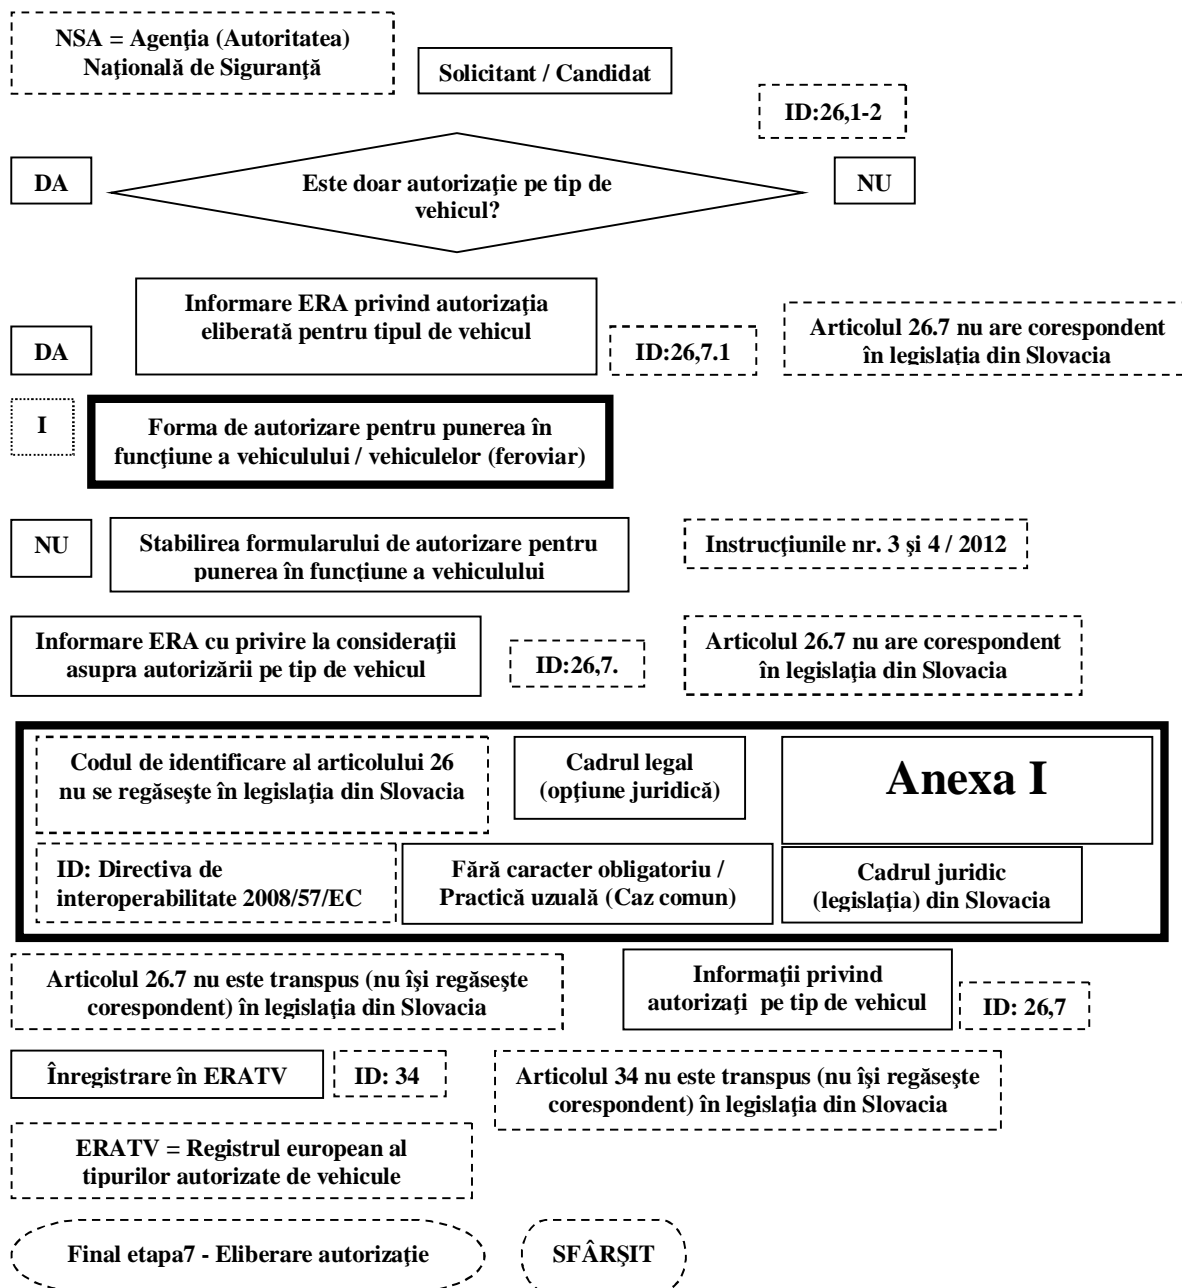 NSA = Agenţia (Autoritatea)
Naţională de Siguranţă
Solicitant / Candidat
ID:26,1-2
DA
Este doar autorizaţie pe tip de
vehicul?
NU
Informare ERA privind autorizaţia
eliberată pentru tipul de vehicul
DA
ID:26,7.1
Articolul 26.7 nu are corespondent
în legislaţia din Slovacia
I
Forma de autorizare pentru punerea în
funcţiune a vehiculului / vehiculelor (feroviar)
NU
Stabilirea formularului de autorizare pentru
punerea în funcţiune a vehiculului
Instrucţiunile nr. 3 şi 4 / 2012
Informare ERA cu privire la consideraţii
asupra autorizării pe tip de vehicul
ID:26,7.
Articolul 26.7 nu are corespondent
în legislaţia din Slovacia
Codul de identificare al articolului 26
nu se regăseşte în legislaţia din Slovacia
Cadrul legal
(opţiune juridică)
Anexa I
ID: Directiva de
interoperabilitate 2008/57/EC
Fără caracter obligatoriu /
Practică uzuală (Caz comun)
Cadrul juridic
(legislaţia) din Slovacia
Articolul 26.7 nu este transpus (nu îşi regăseşte
corespondent) în legislaţia din Slovacia
Informaţii privind
autorizaţi pe tip de vehicul
ID: 26,7
Înregistrare în ERATV
ID: 34
Articolul 34 nu este transpus (nu îşi regăseşte
corespondent) în legislaţia din Slovacia
ERATV = Registrul european al
tipurilor autorizate de vehicule
Final etapa7 - Eliberare autorizaţie
SFÂRŞIT